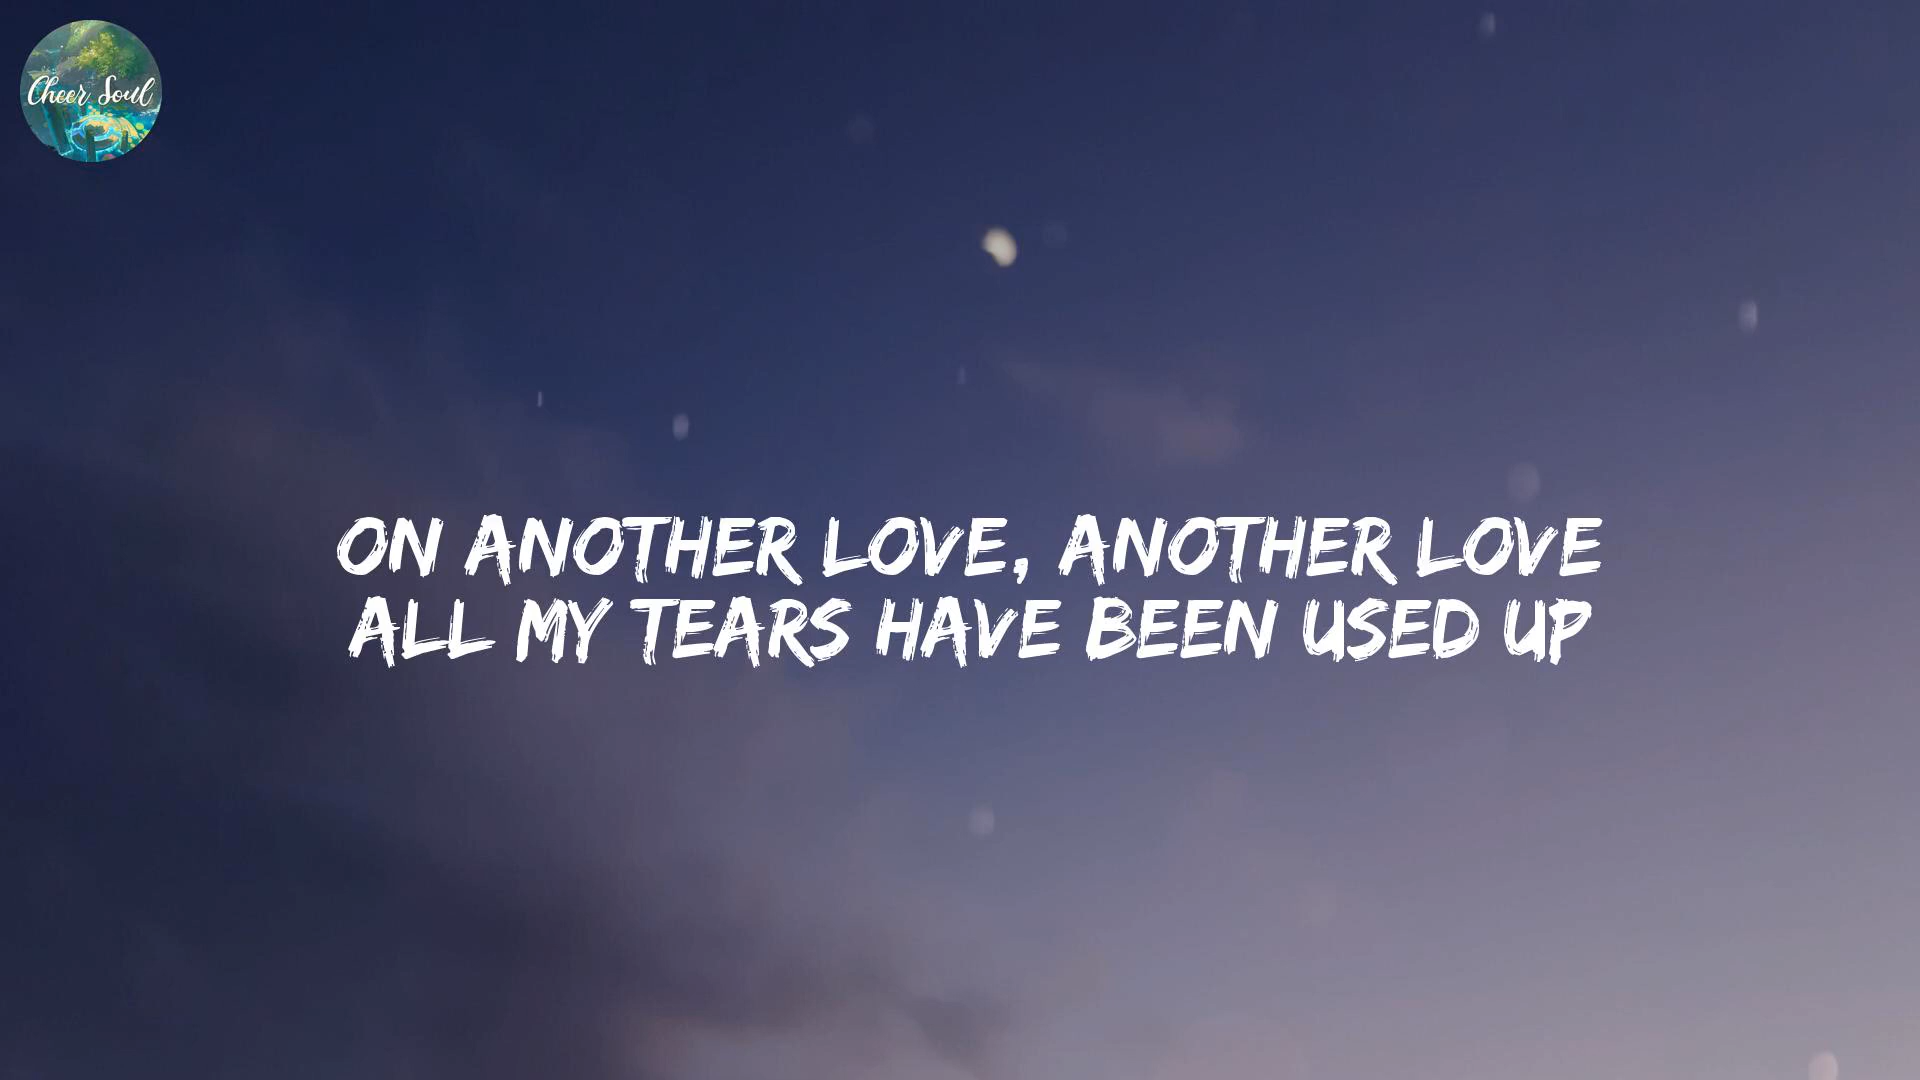 Cheer Soul
ON ANOTHER LOVE, ANOTHER LOVE
ALL MY TEARS HAVE BEEN USED UP